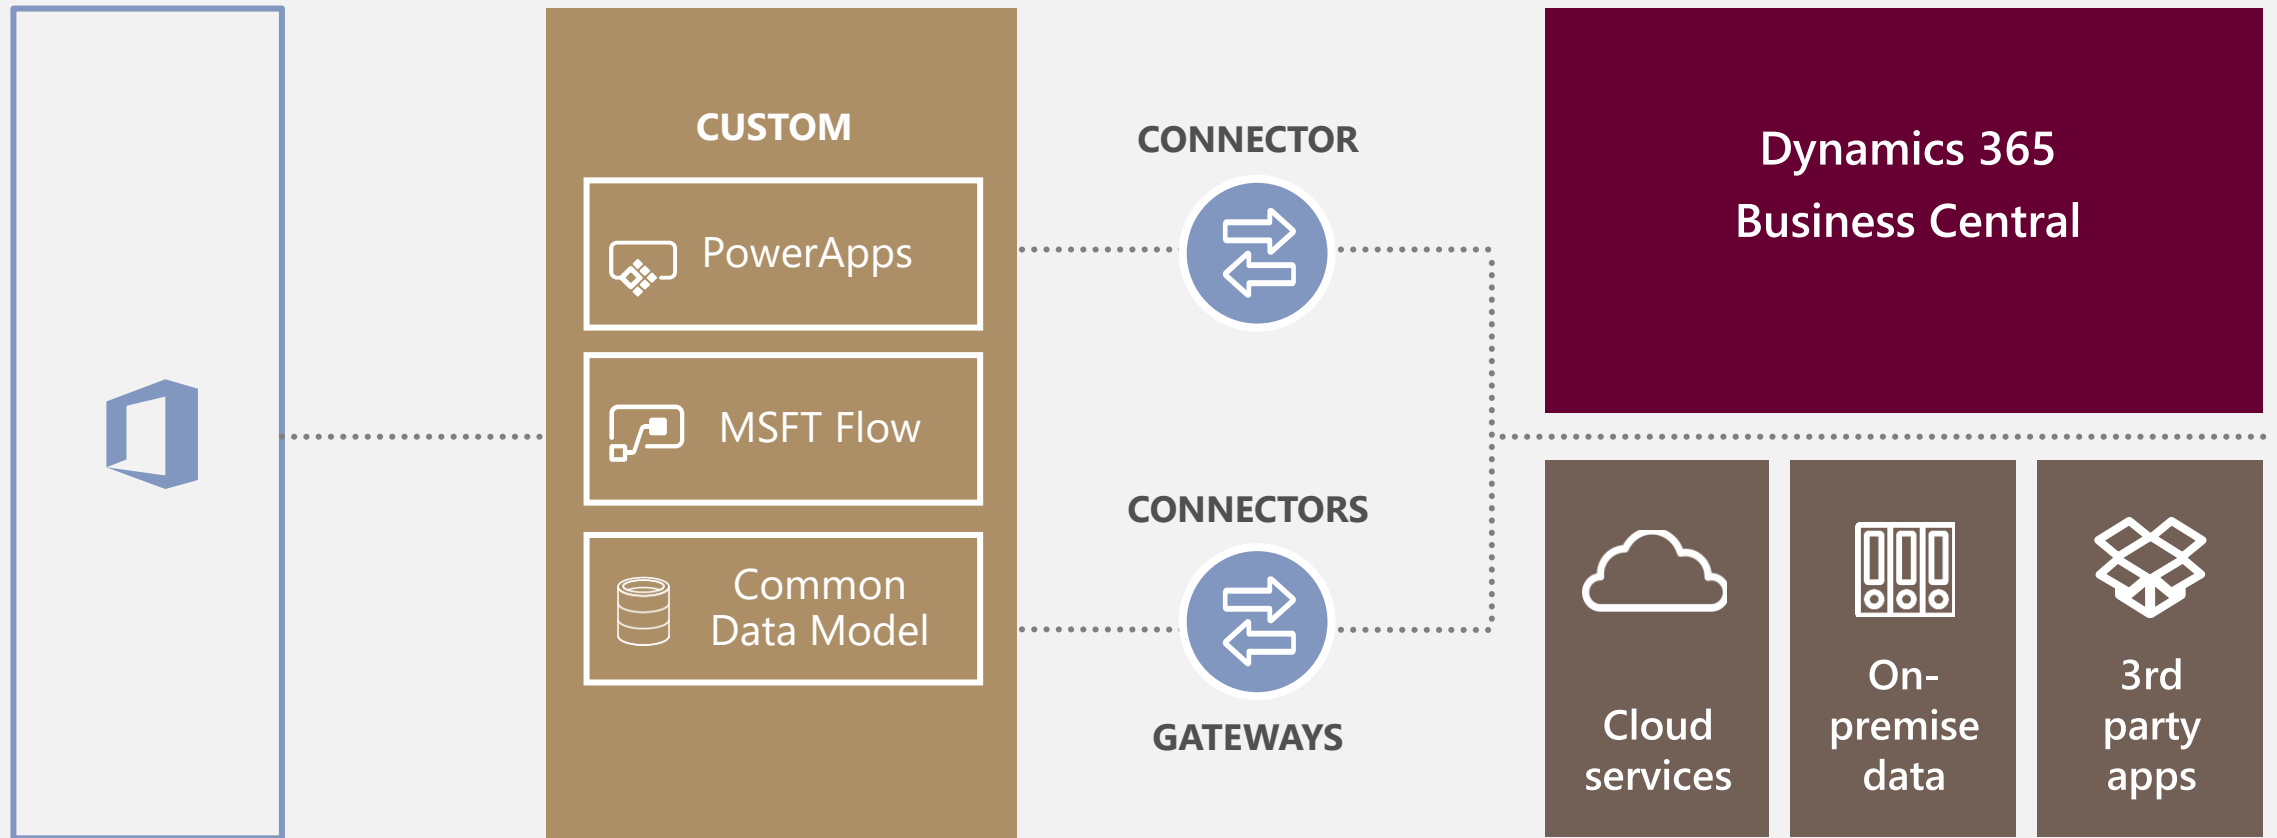 CUSTOM
PowerApps
MSFT Flow
Common
Data Model
CONNECTOR
CONNECTORS
GATEWAYS
Dynamics 365
Business Central
Cloud
services
On-
premise
data
3rd
party
apps